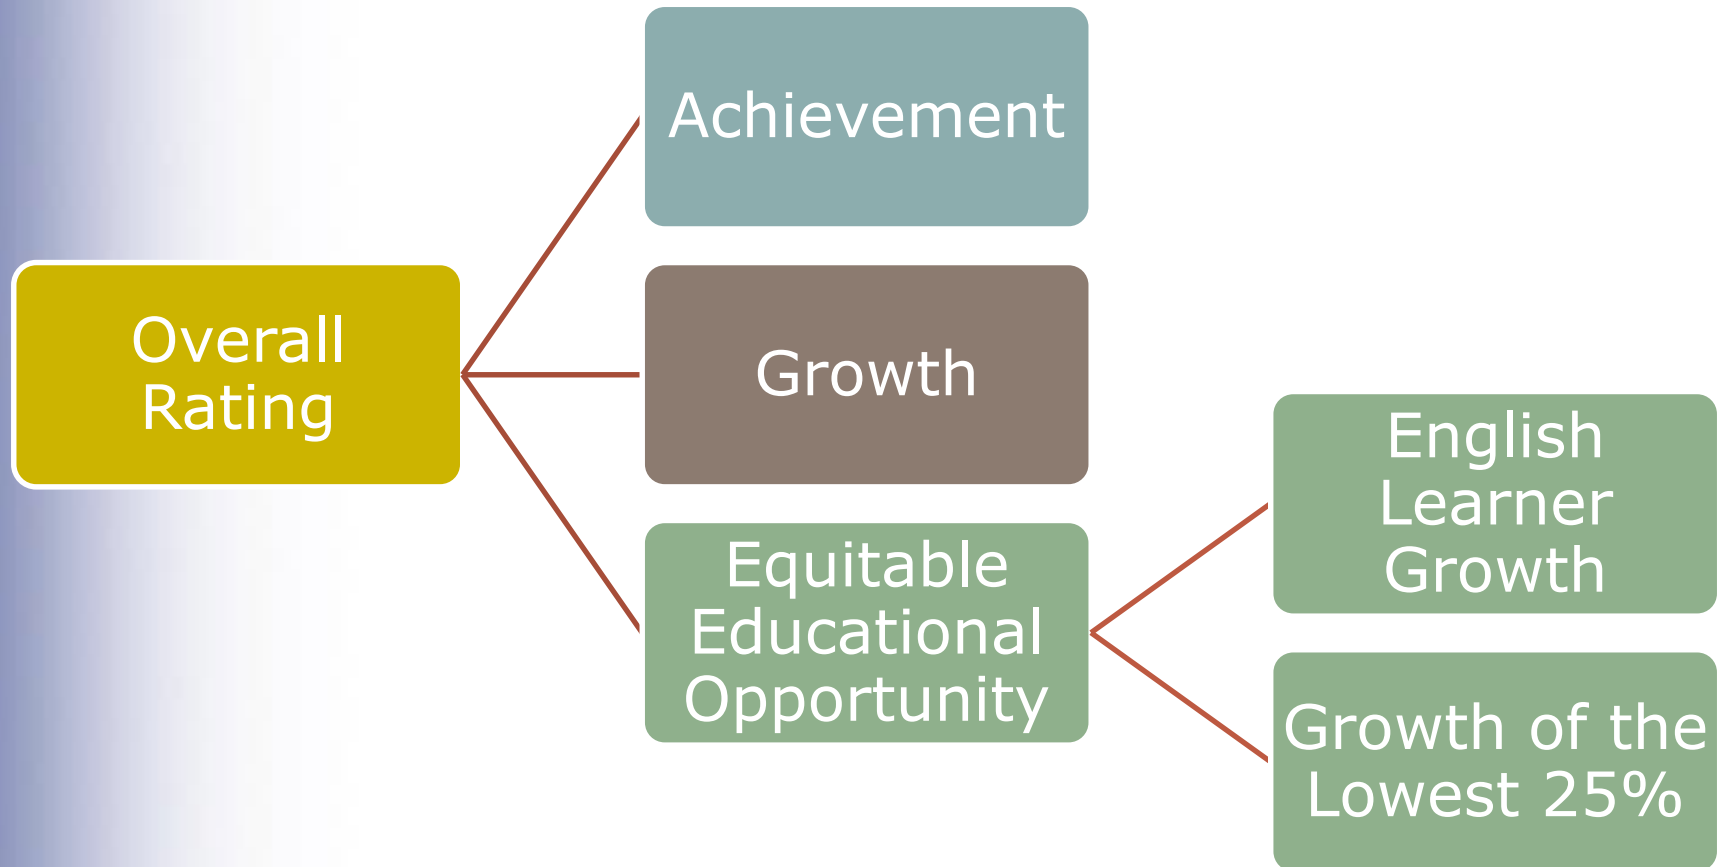 Achievement
Overall
Rating
Growth
Equitable
Educational
Opportunity
English
Learner
Growth
Growth of the
Lowest 25%